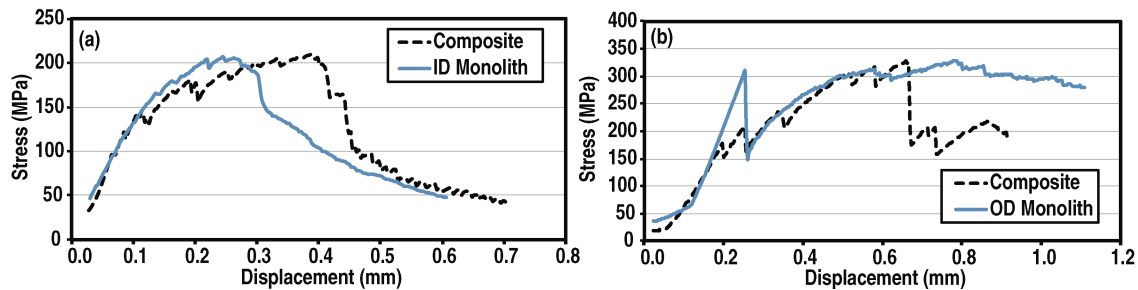 250
200
150
100
50
0
Stress (MPa)
(a)
Composite
ID Monolith
0.0 0.1 0.2 0.3 0.4 0.5 0.6 0.7 0.8
Displacement (mm)
400
350
300
250
200
150
100
50
0
Stress (MPa)
(b)
Composite
OD Monolith
0.0 0.2 0.4 0.6 0.8 1.0 1.2
Displacement (mm)